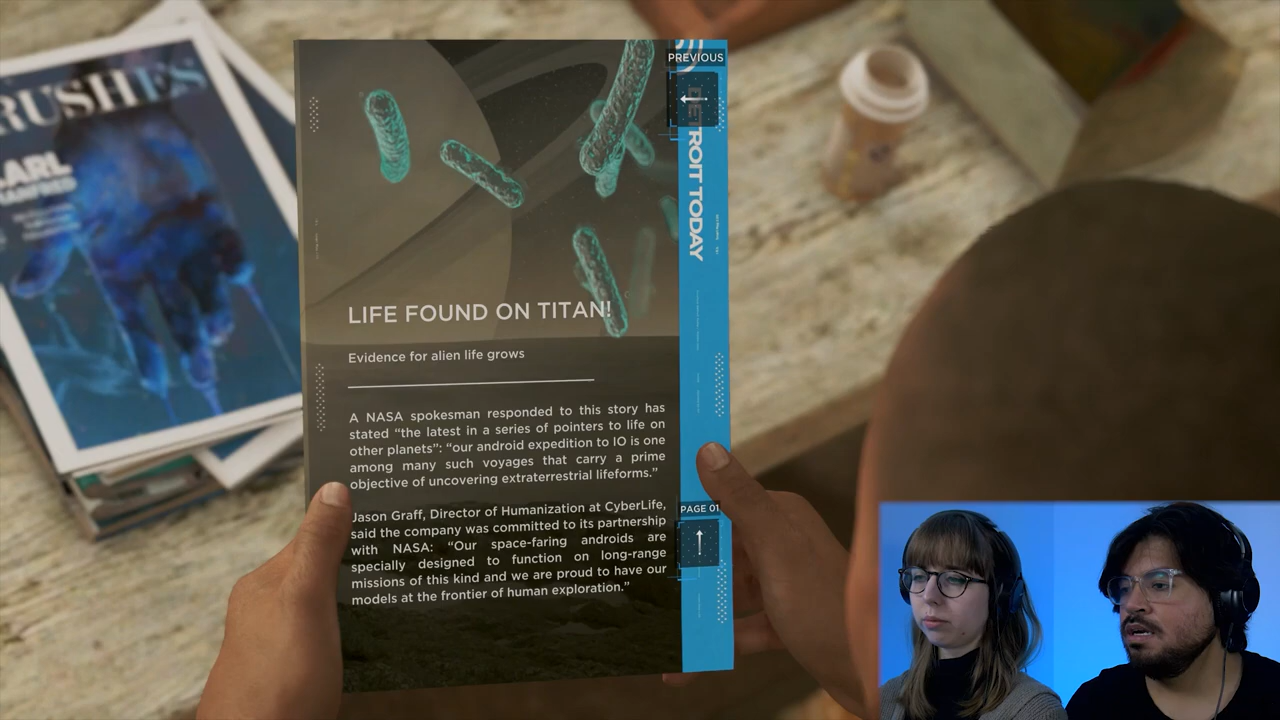 RUSHES
PREVIOUS
DETROIT TODAY
LIFE FOUND ON TITAN!
Evidence for alien life grows
A NASA spokesman responded to this story has
stated “the latest in a series of pointers to life on
other planets”: “our android expedition to IO is one
among many such voyages that carry a prime
objective of uncovering extraterrestrial lifeforms.”
Jason Graff, Director of Humanization at CyberLife,
said the company was committed to its partnership
with NASA: “Our space-faring androids are
specially designed to function on long-range
missions of this kind and we are proud to have our
models at the frontier of human exploration.”
PAGE 01